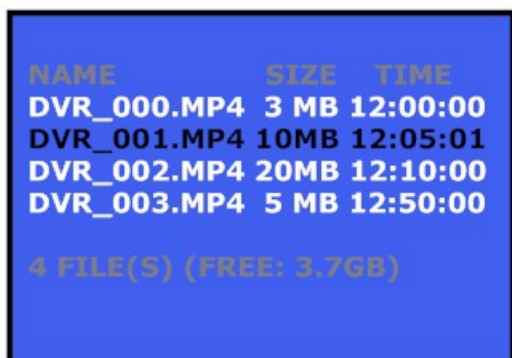 NAME SIZE TIME
DVR_000.MP4 3 MB 12:00:00
DVR_001.MP4 10MB 12:05:01
DVR_002.MP4 20MB 12:10:00
DVR_003.MP4 5 MB 12:50:00
4 FILE(S) (FREE: 3.7GB)